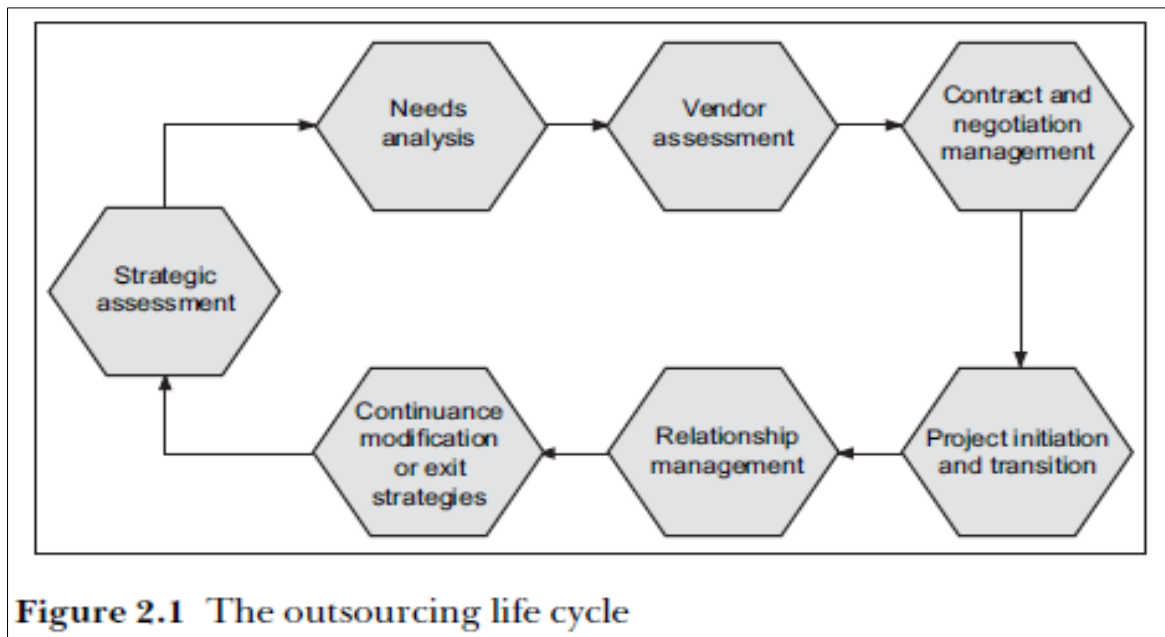 Needs
analysis
Vendor
assessment
Contract and
negotiation
management
Strategic
assessment
Continuance
modification
or exit
strategies
Relationship
management
Project initiation
and transition
Figure 2.1 The outsourcing life cycle